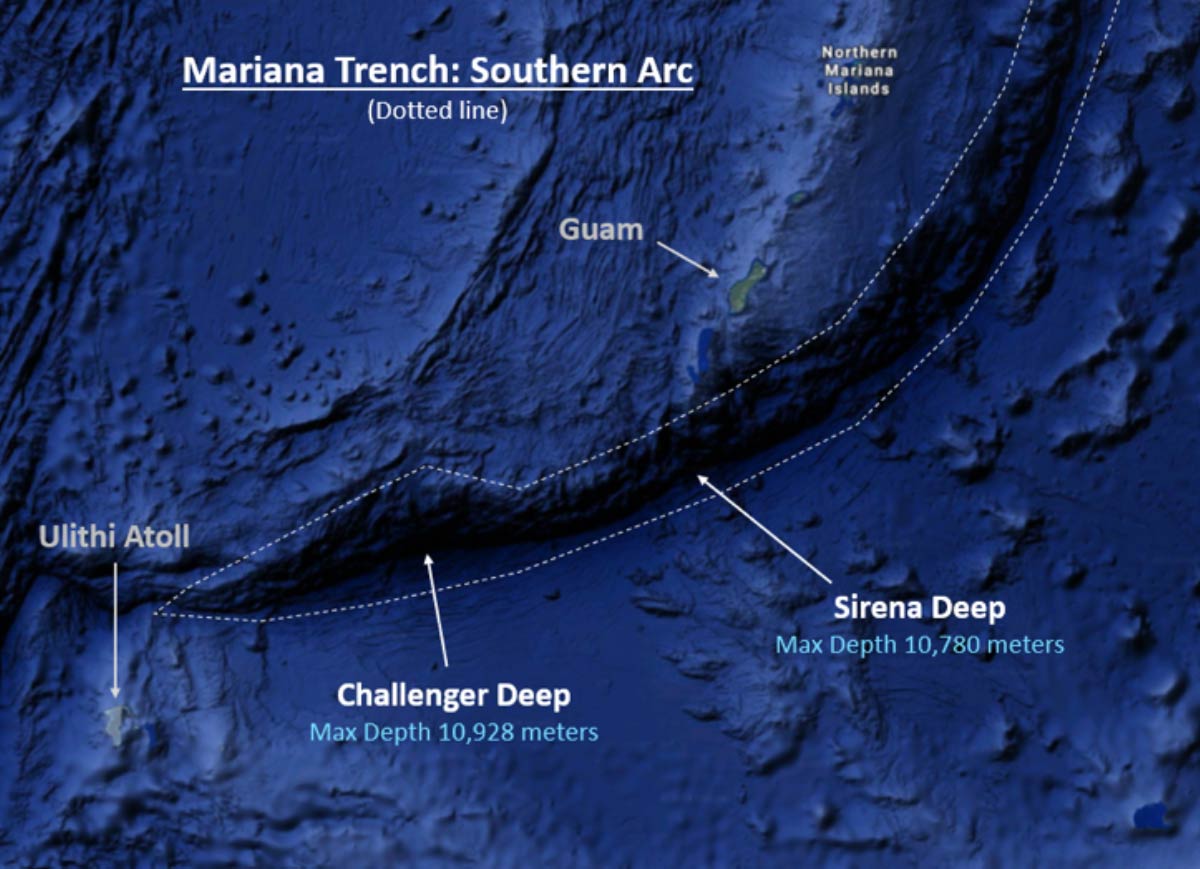 Mariana Trench: Southern Arc
(Dotted line)
Northern
Mariana
Islands
Guam
Ulithi Atoll
Sirena Deep
Max Depth 10,780 meters
Challenger Deep
Max Depth 10,928 meters